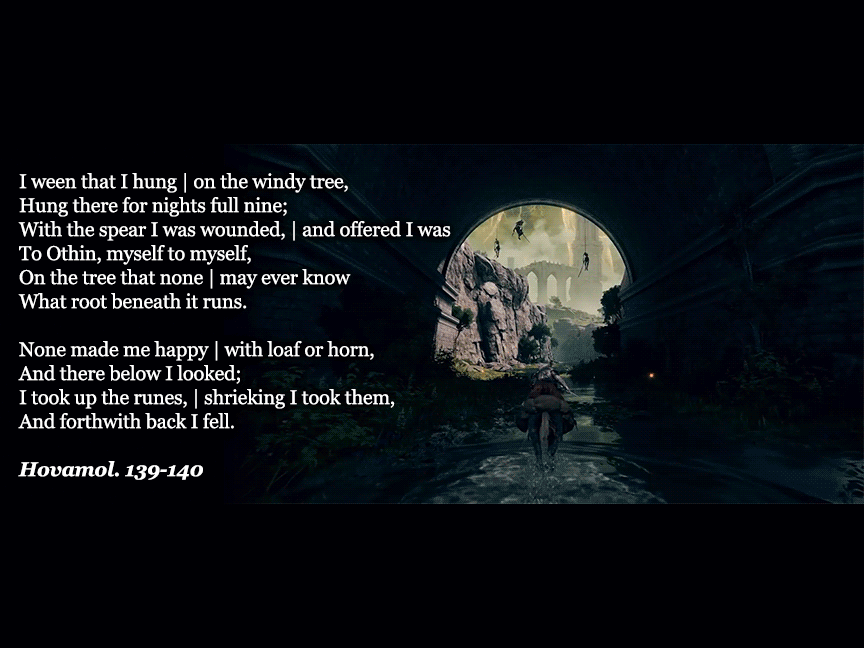 I ween that I hung | on the windy tree,
Hung there for nights full nine;
With the spear I was wounded, | and offered I was
To Othin, myself to myself,
On the tree that none | may ever know
What root beneath it runs.
None made me happy | with loaf or horn,
And there below I looked;
I took up the runes, | shrieking I took them,
And forthwith back I fell.
Hovamol. 139-140